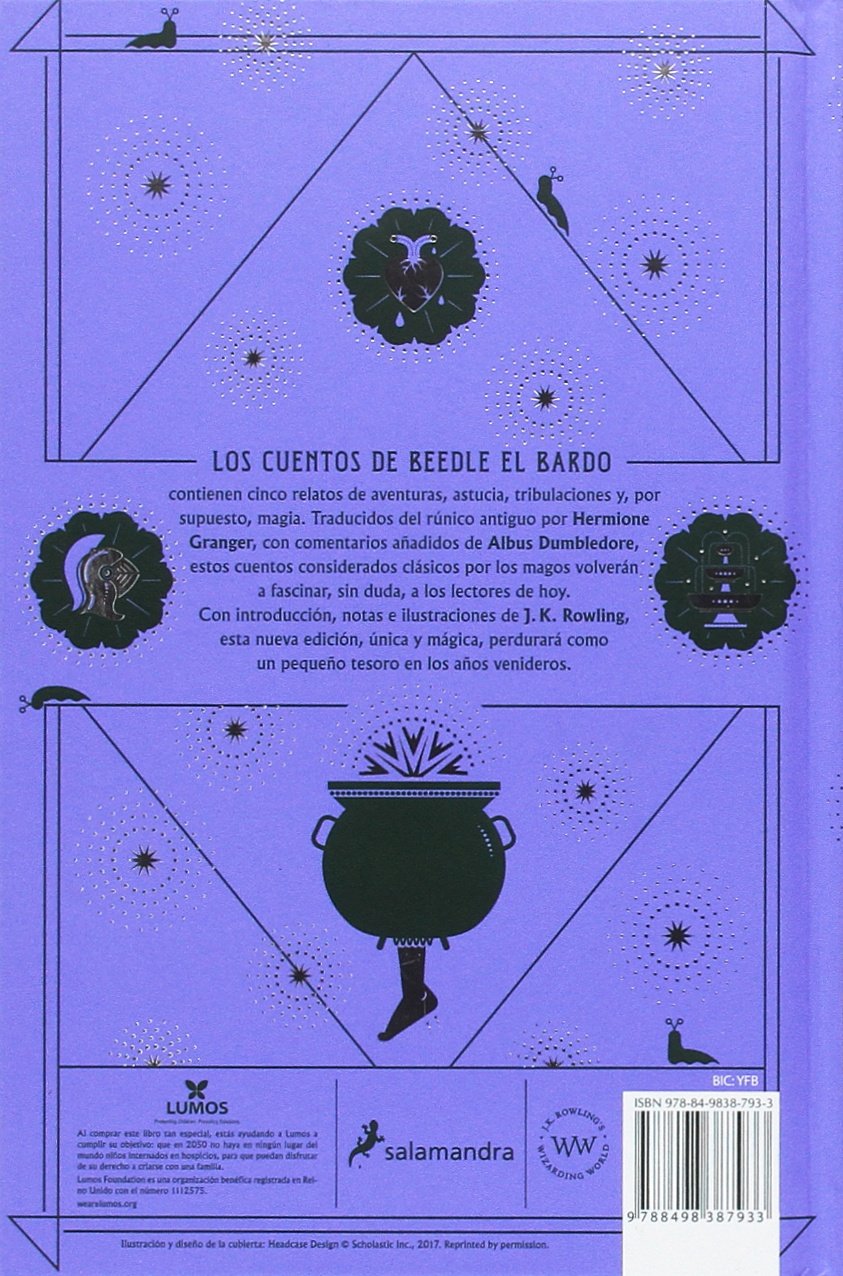 LOS CUENTOS DE BEEDLE EL BARDO
contienen cinco relatos de aventuras, astucia, tribulaciones y, por
supuesto, magia. Traducidos del rúnico antiguo por Hermione
Granger, con comentarios añadidos de Albus Dumbledore,
estos cuentos considerados clásicos por los magos volverán
a fascinar, sin duda, a los lectores de hoy.
Con introducción, notas e ilustraciones de J. K. Rowling,
esta nueva edición, única y mágica, perdurará como
un pequeño tesoro en los años venideros.
LUMOS
Protecting Children. Providing Solutions.
Al comprar este libro tan especial, estás ayudando a Lumos a
cumplir su objetivo: que en 2050 no haya en ningún lugar del
mundo niños internados en hospicios, para que puedan disfrutar
de su derecho a criarse con una familia.
Lumos Foundation es una organización benéfica registrada en Rei-
no Unido con el número 1112575.
wearelumos.org
salamandra
J.K. ROWLING'S
WW
WIZARDING WORLD
BIC: YFB
ISBN 978-84-9838-793-3
9 788498 387933
Ilustración y diseño de la cubierta: Headcase Design © Scholastic Inc., 2017. Reprinted by permission.